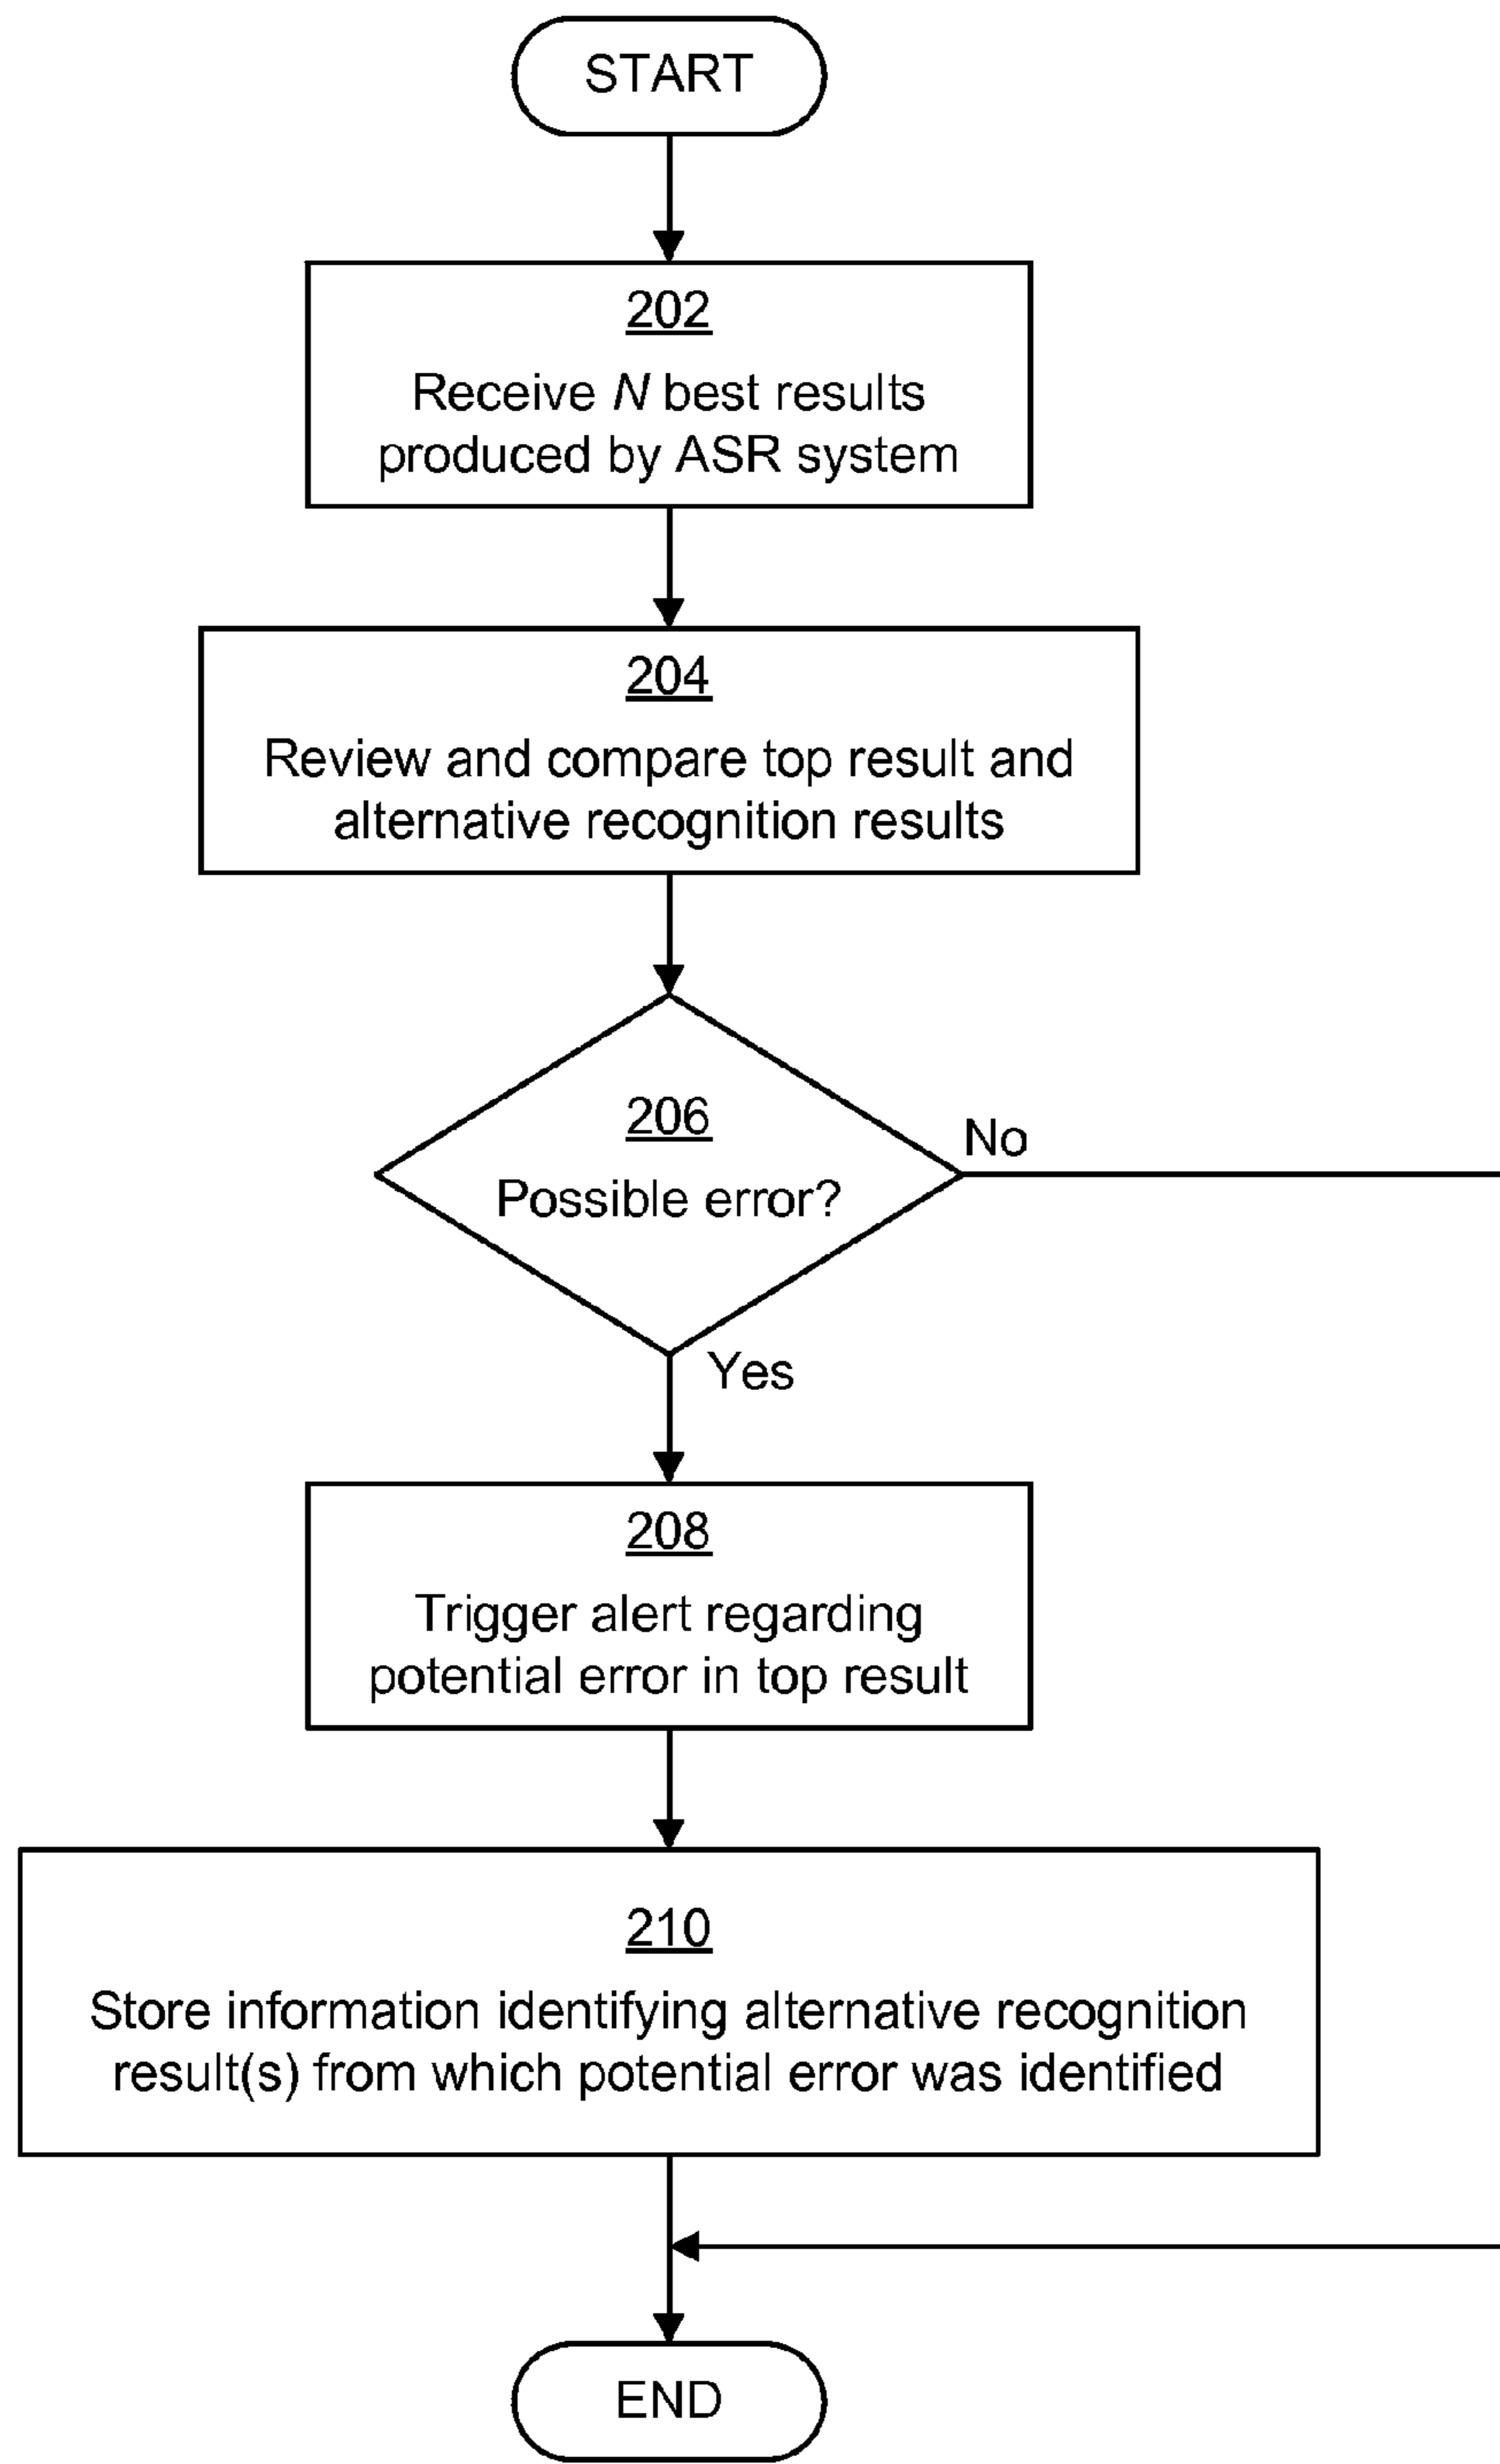 START
202
Receive N best results
produced by ASR system
204
Review and compare top result and
alternative recognition results
206
Possible error?
No
Yes
208
Trigger alert regarding
potential error in top result
210
Store information identifying alternative recognition
result(s) from which potential error was identified
END